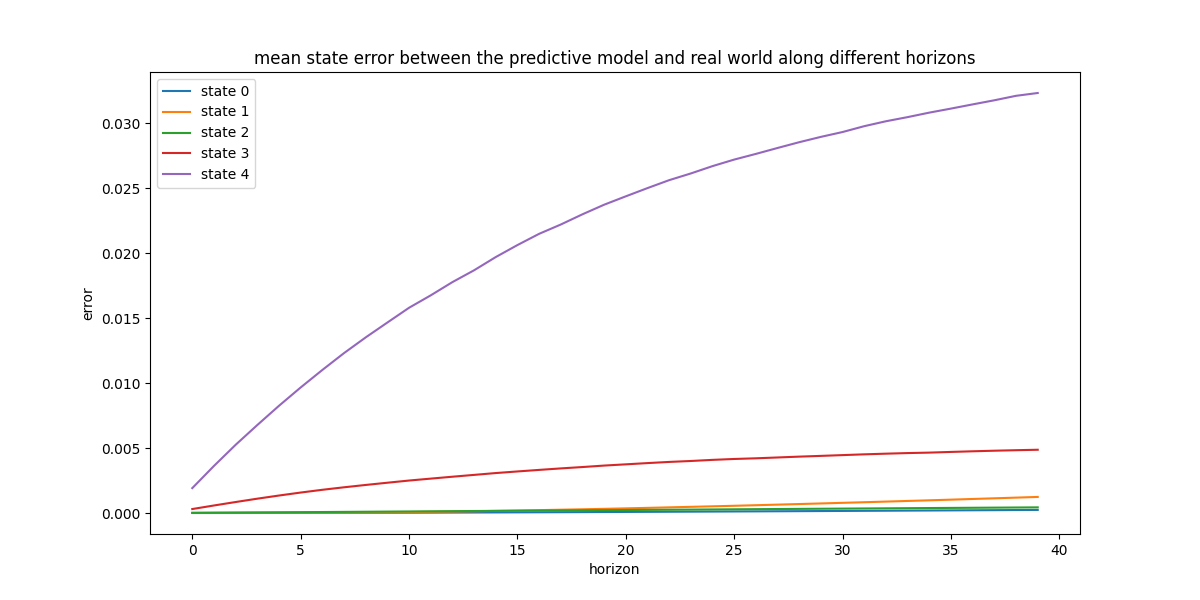 mean state error between the predictive model and real world along different horizons
state 0
state 1
state 2
state 3
state 4
0.030
0.025
0.020
0.015
0.010
0.005
0.000
error
0 5 10 15 20 25 30 35 40
horizon